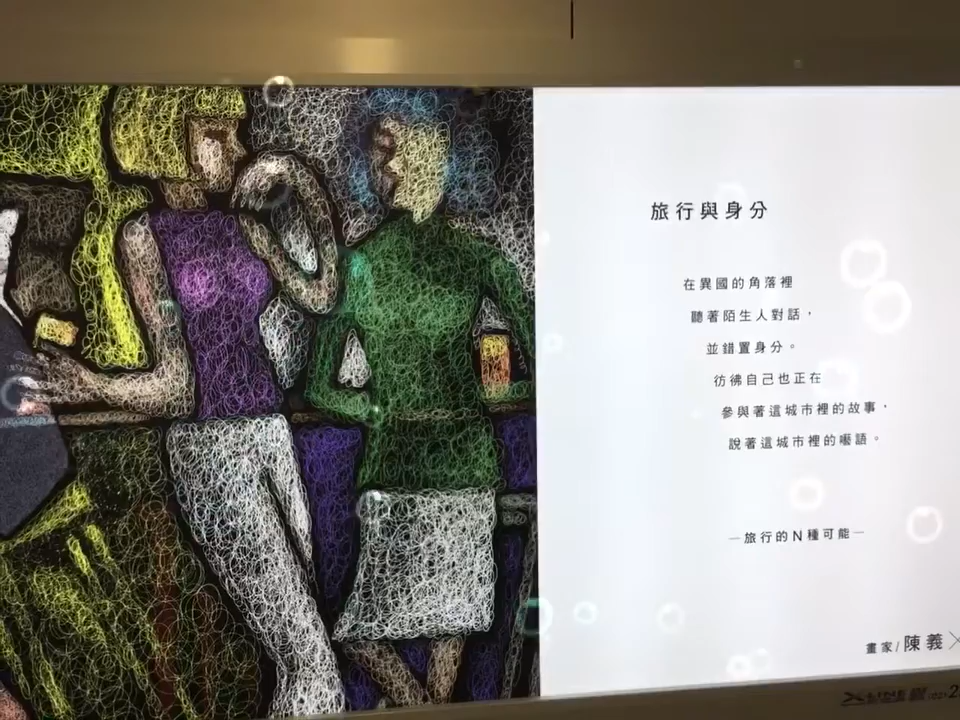 旅行與身分
在異國的角落裡
聽著陌生人對話，
並錯置身分。
彷彿自己也正在
參與著這城市裡的故事，
說著這城市裡的囈語。
—旅行的N種可能—
畫家/陳義